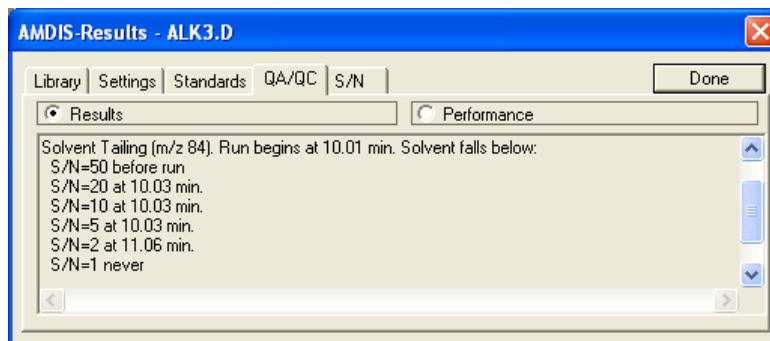 AMDIS-Results - ALK3.D
Library Settings Standards QA/QC S/N Done
Results Performance
Solvent Tailing (m/z 84). Run begins at 10.01 min. Solvent falls below:
S/N=50 before run
S/N=20 at 10.03 min.
S/N=10 at 10.03 min.
S/N=5 at 10.03 min.
S/N=2 at 11.06 min.
S/N=1 never